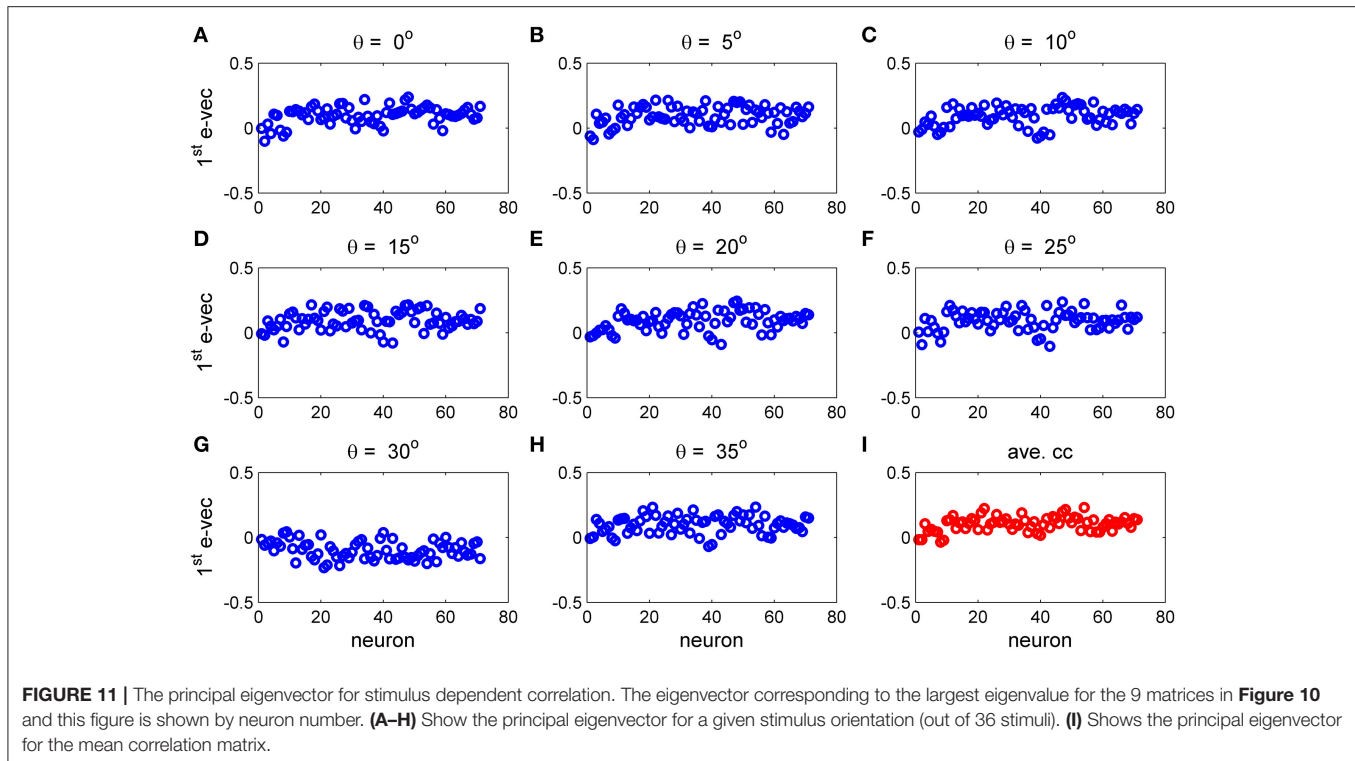 A
θ = 0°
B
θ = 5°
C
θ = 10°
1st e-vec
0.5
0
-0.5
0 20 40 60 80
0.5
0
-0.5
0 20 40 60 80
0.5
0
-0.5
0 20 40 60 80
D
θ = 15°
E
θ = 20°
F
θ = 25°
1st e-vec
0.5
0
-0.5
0 20 40 60 80
0.5
0
-0.5
0 20 40 60 80
0.5
0
-0.5
0 20 40 60 80
G
θ = 30°
H
θ = 35°
I
ave. cc
1st e-vec
0.5
0
-0.5
0 20 40 60 80
neuron
0.5
0
-0.5
0 20 40 60 80
neuron
0.5
0
-0.5
0 20 40 60 80
neuron
FIGURE 11 | The principal eigenvector for stimulus dependent correlation. The eigenvector corresponding to the largest eigenvalue for the 9 matrices in Figure 10
and this figure is shown by neuron number. (A–H) Show the principal eigenvector for a given stimulus orientation (out of 36 stimuli). (I) Shows the principal eigenvector
for the mean correlation matrix.